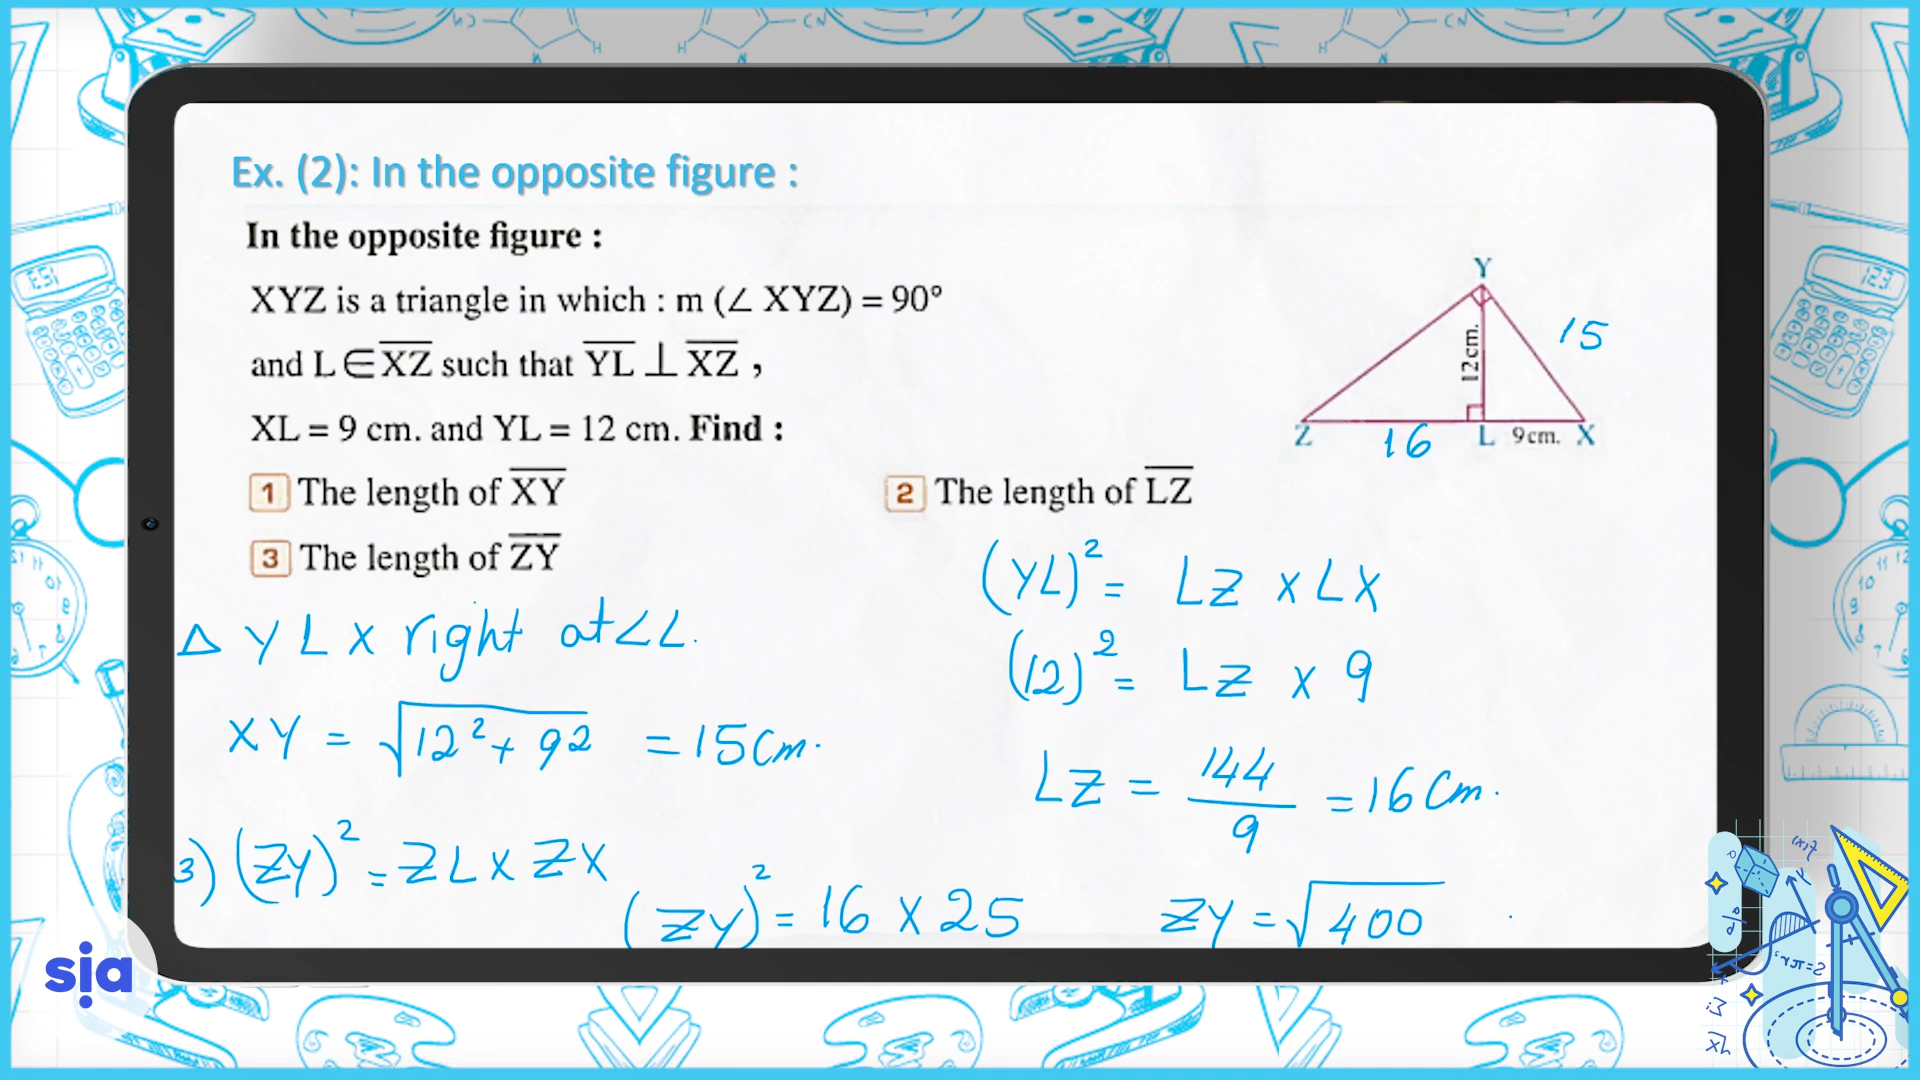 Ex. (2): In the opposite figure :
In the opposite figure :
XYZ is a triangle in which : m (∠ XYZ) = 90°
and L ∈ XZ such that YL ⊥ XZ ,
XL = 9 cm. and YL = 12 cm. Find :
1 The length of XY
2 The length of LZ
3 The length of ZY
Y
12cm.
15
Z
16
L
9cm.
X
Δ Y L X right at ∠L.
XY = √12² + 9² = 15 Cm.
(YL)² = LZ × LX
(12)² = LZ × 9
LZ = 144/9 = 16 Cm.
3) (ZY)² = ZL × ZX
(ZY)² = 16 × 25
ZY = √400
sia